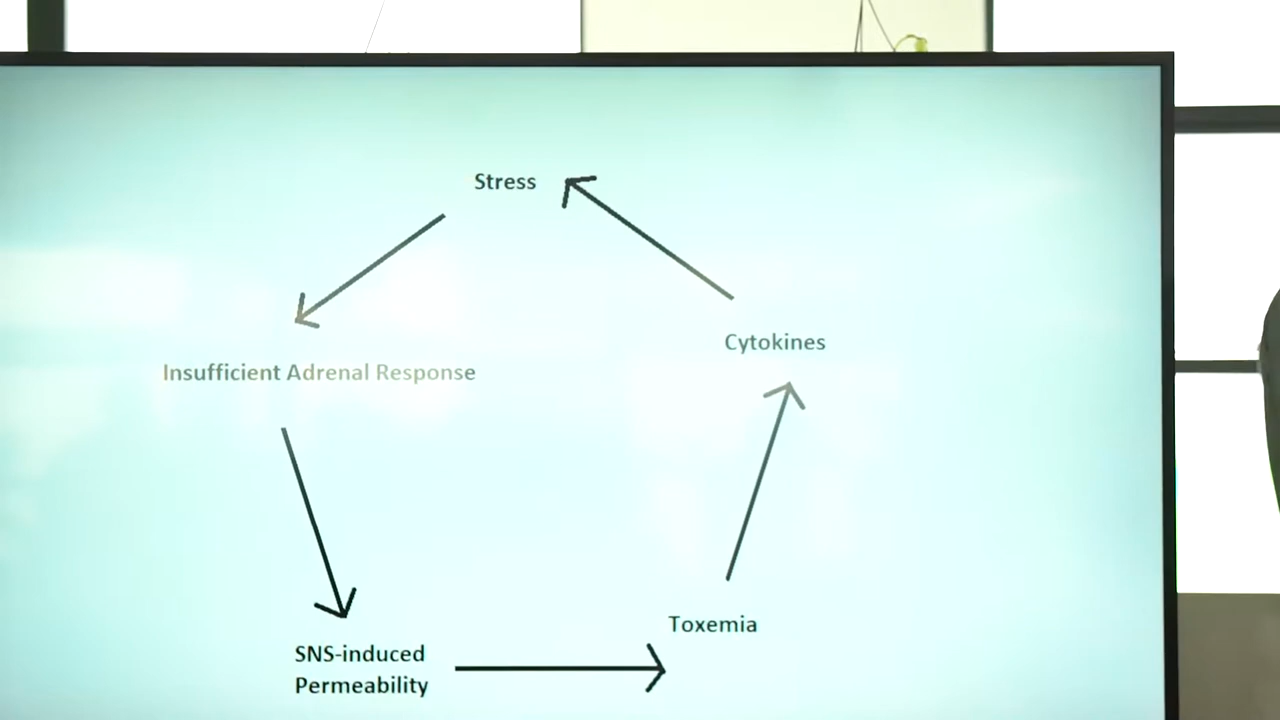 Stress
Cytokines
Insufficient Adrenal Response
Toxemia
SNS-induced
Permeability